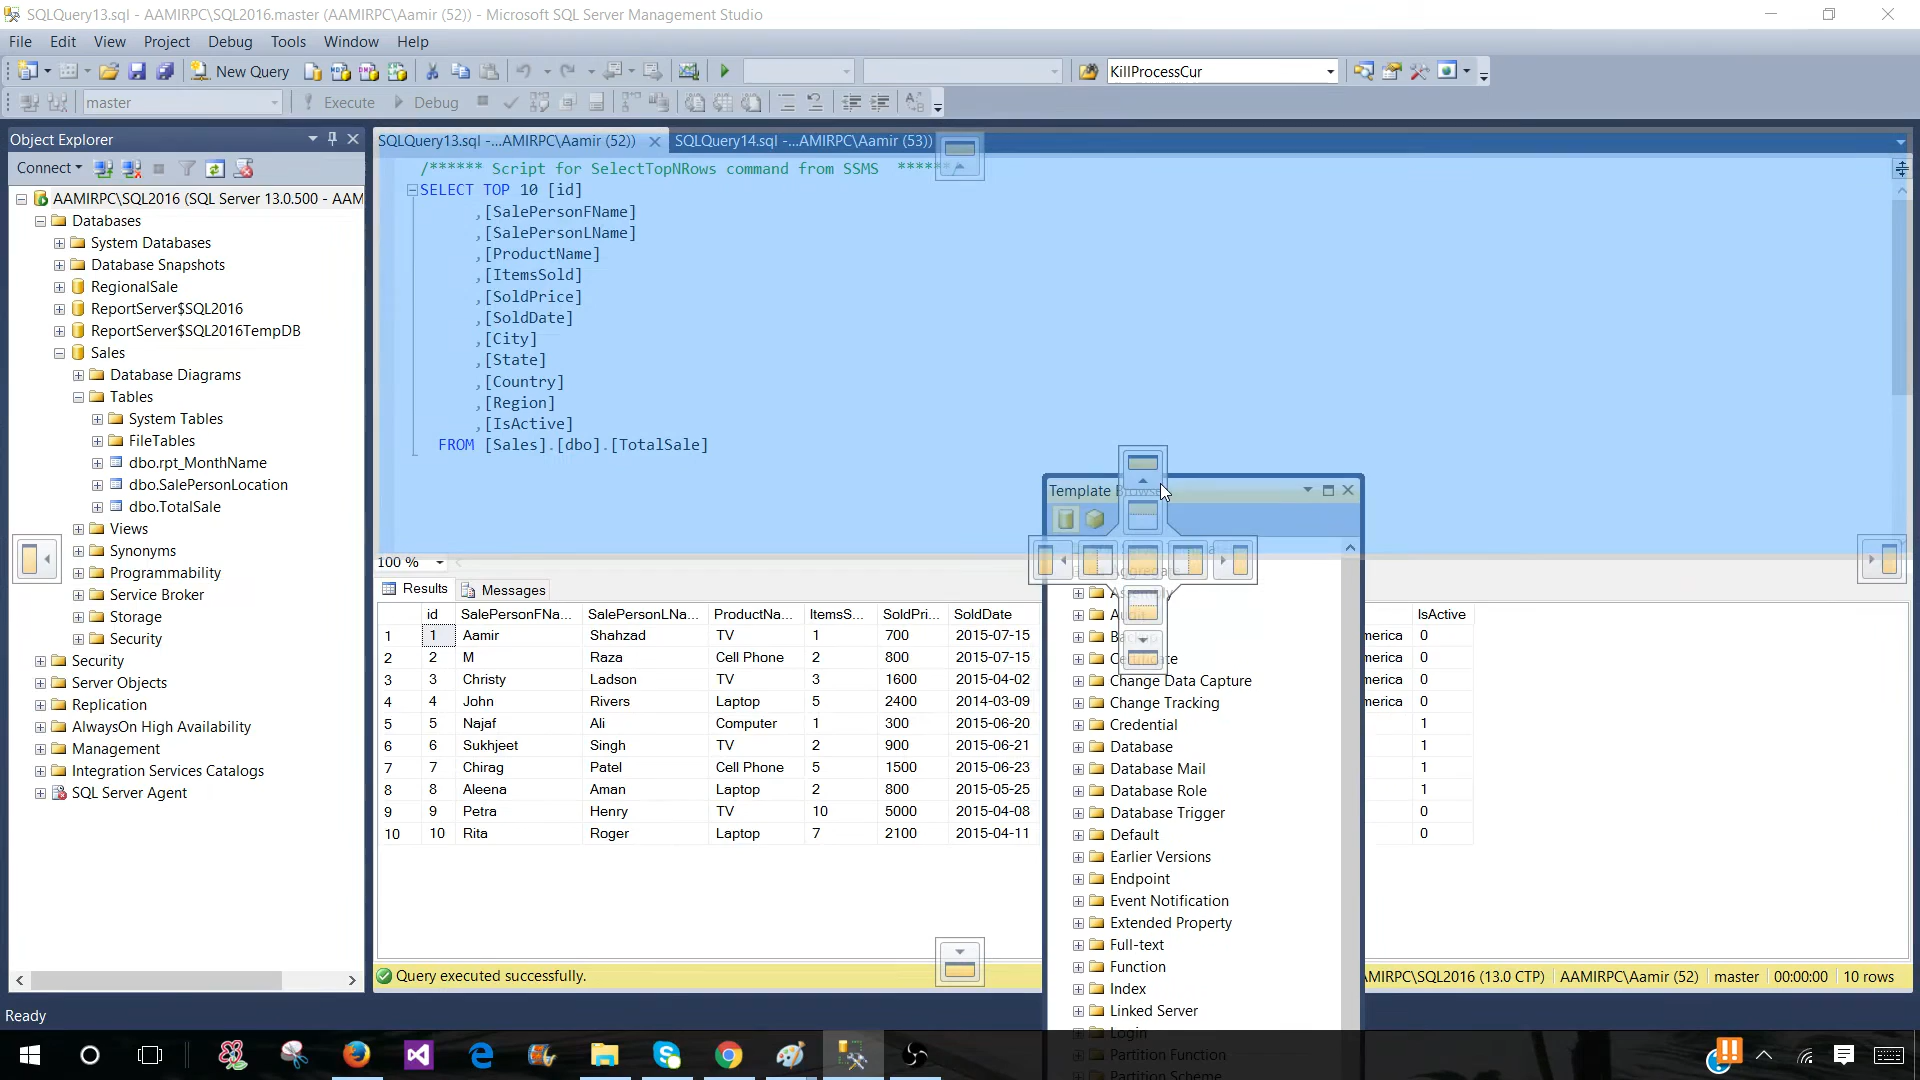 SQLQuery13.sql - AAMIRPC\SQL2016.master (AAMIRPC\Aamir (52)) - Microsoft SQL Server Management Studio
File Edit View Project Debug Tools Window Help
New Query KillProcessCur
master Execute Debug
Object Explorer
SQLQuery13.sql -...AMIRPC\Aamir (52)) SQLQuery14.sql -...AMIRPC\Aamir (53))
Connect
AAMIRPC\SQL2016 (SQL Server 13.0.500 - AAM
Databases
System Databases
Database Snapshots
RegionalSale
ReportServer$SQL2016
ReportServer$SQL2016TempDB
Sales
Database Diagrams
Tables
System Tables
FileTables
dbo.rpt_MonthName
dbo.SalePersonLocation
dbo.TotalSale
Views
Synonyms
Programmability
Service Broker
Storage
Security
Security
Server Objects
Replication
AlwaysOn High Availability
Management
Integration Services Catalogs
SQL Server Agent
/****** Script for SelectTopNRows command from SSMS ******
SELECT TOP 10 [id]
,[SalePersonFName]
,[SalePersonLName]
,[ProductName]
,[ItemsSold]
,[SoldPrice]
,[SoldDate]
,[City]
,[State]
,[Country]
,[Region]
,[IsActive]
FROM [Sales].[dbo].[TotalSale]
100 %
Results Messages
id SalePersonFNa... SalePersonLNa... ProductNa... ItemsS... SoldPri... SoldDate IsActive
1 1 Aamir Shahzad TV 1 700 2015-07-15 merica 0
2 2 M Raza Cell Phone 2 800 2015-07-15 merica 0
3 3 Christy Ladson TV 3 1600 2015-04-02 merica 0
4 4 John Rivers Laptop 5 2400 2014-03-09 merica 0
5 5 Najaf Ali Computer 1 300 2015-06-20 1
6 6 Sukhjeet Singh TV 2 900 2015-06-21 1
7 7 Chirag Patel Cell Phone 5 1500 2015-06-23 1
8 8 Aleena Aman Laptop 2 800 2015-05-25 1
9 9 Petra Henry TV 10 5000 2015-04-08 0
10 10 Rita Roger Laptop 7 2100 2015-04-11 0
Template
Certificate
Change Data Capture
Change Tracking
Credential
Database
Database Mail
Database Role
Database Trigger
Default
Earlier Versions
Endpoint
Event Notification
Extended Property
Full-text
Function
Index
Linked Server
Login
Partition Function
Partition Scheme
Query executed successfully. AMIRPC\SQL2016 (13.0 CTP) AAMIRPC\Aamir (52) master 00:00:00 10 rows
Ready